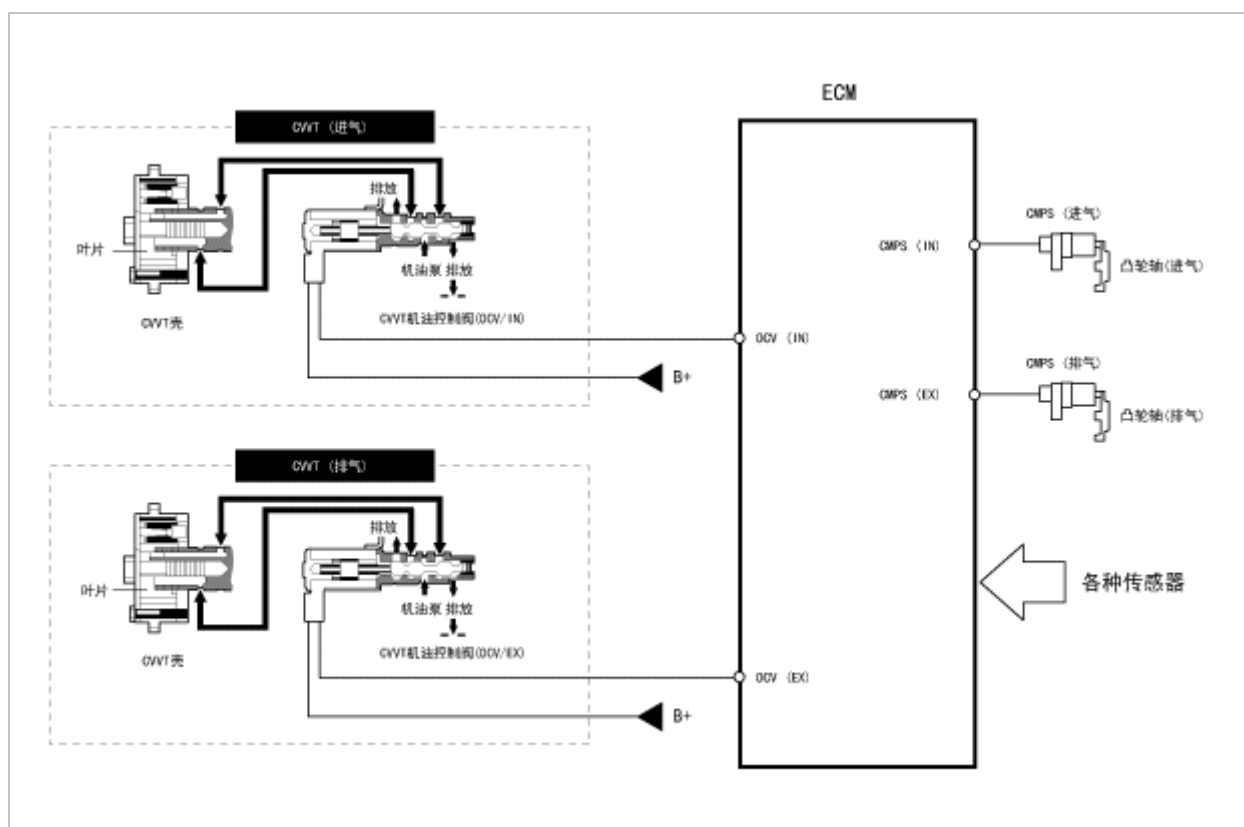 ECM
CVVT (进气)
排放
叶片
机油泵 排放
CVVT壳
CVVT机油控制阀(OCV/IN)
B+
CMPS (进气)
CMPS (IN)
凸轮轴(进气)
OCV (IN)
CMPS (排气)
CMPS (EX)
凸轮轴(排气)
CVVT (排气)
排放
叶片
机油泵 排放
CVVT壳
CVVT机油控制阀(OCV/EX)
B+
各种传感器
OCV (EX)